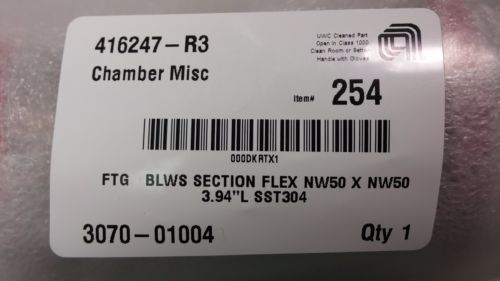 416247-R3
UWC Cleaned Part
Open in Class 1000
Clean Room or Better
Handle with Gloves
Chamber Misc
Item# 254
000DKRTX1
FTG BLWS SECTION FLEX NW50 X NW50
3.94"L SST304
3070-01004 Qty 1